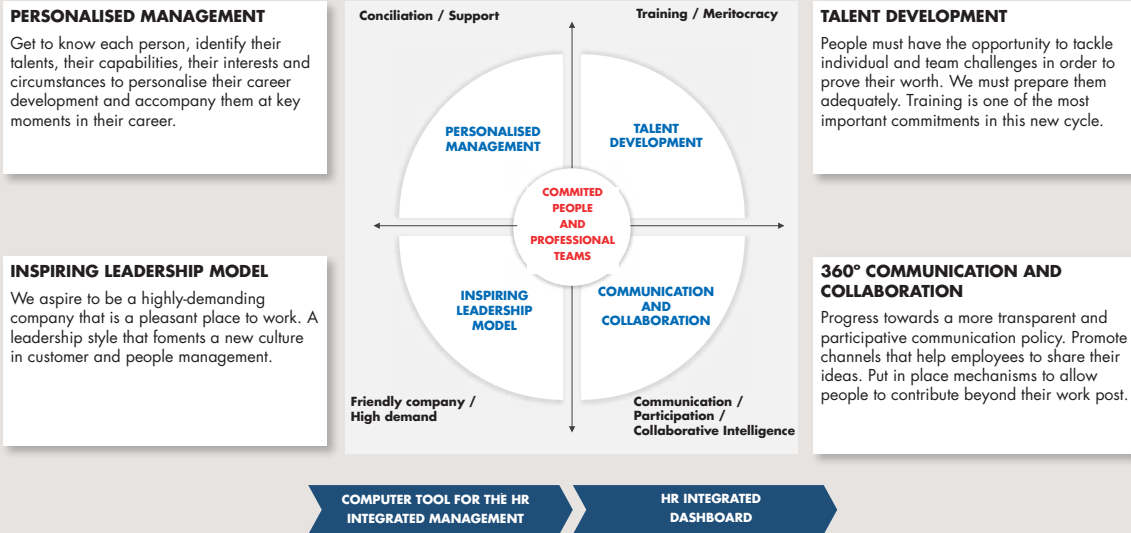 PERSONALISED MANAGEMENT
Get to know each person, identify their
talents, their capabilities, their interests and
circumstances to personalise their career
development and accompany them at key
moments in their career.
INSPIRING LEADERSHIP MODEL
We aspire to be a highly-demanding
company that is a pleasant place to work. A
leadership style that foments a new culture
in customer and people management.
Conciliation / Support
Training / Meritocracy
PERSONALISED
MANAGEMENT
TALENT
DEVELOPMENT
COMMITED
PEOPLE
AND
PROFESSIONAL
TEAMS
INSPIRING
LEADERSHIP
MODEL
COMMUNICATION
AND
COLLABORATION
Friendly company /
High demand
Communication /
Participation /
Collaborative Intelligence
TALENT DEVELOPMENT
People must have the opportunity to tackle
individual and team challenges in order to
prove their worth. We must prepare them
adequately. Training is one of the most
important commitments in this new cycle.
360º COMMUNICATION AND
COLLABORATION
Progress towards a more transparent and
participative communication policy. Promote
channels that help employees to share their
ideas. Put in place mechanisms to allow
people to contribute beyond their work post.
COMPUTER TOOL FOR THE HR
INTEGRATED MANAGEMENT
HR INTEGRATED
DASHBOARD